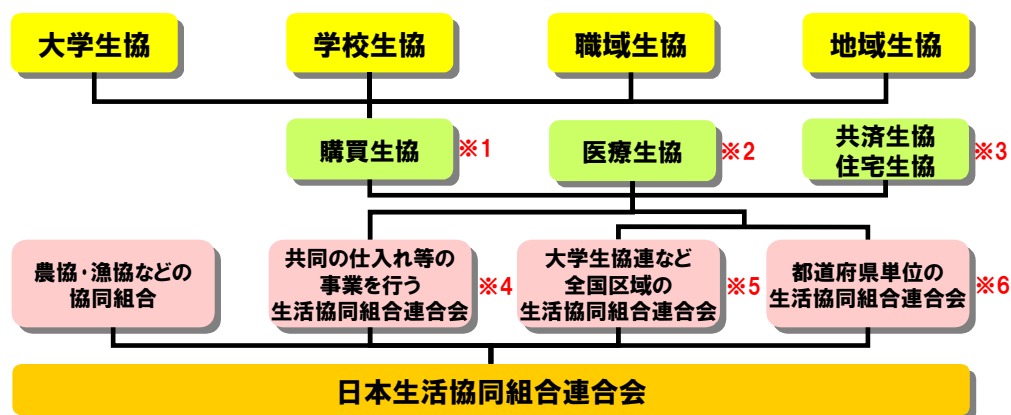 大学生協
学校生協
職域生協
地域生協
購買生協 ※1
医療生協 ※2
共済生協
住宅生協
※3
農協・漁協などの
協同組合
共同の仕入れ等の
事業を行う
生活協同組合連合会
※4
大学生協連など
全国区域の
生活協同組合連合会
※5
都道府県単位の
生活協同組合連合会
※6
日本生活協同組合連合会